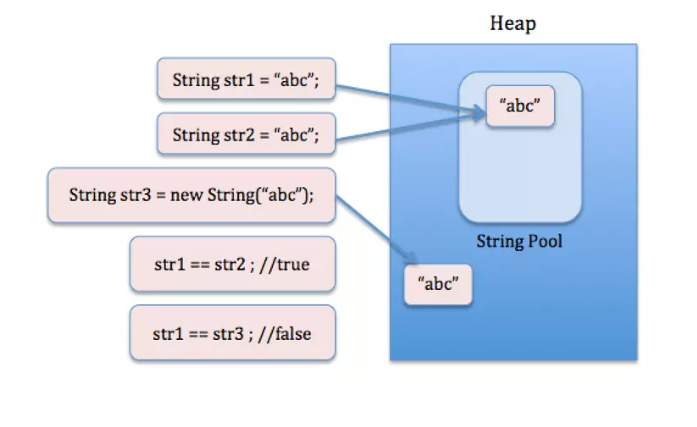 Heap
String str1 = “abc”;
“abc”
String str2 = “abc”;
String str3 = new String(“abc”);
String Pool
str1 == str2 ; //true
“abc”
str1 == str3 ; //false